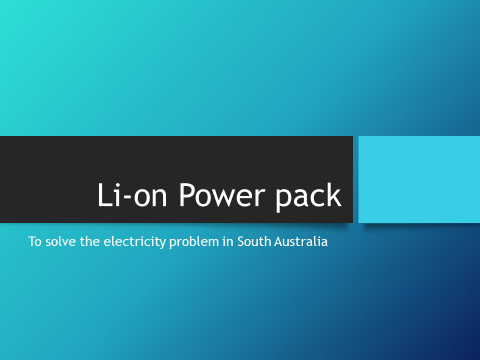 Li-on Power pack
To solve the electricity problem in South Australia